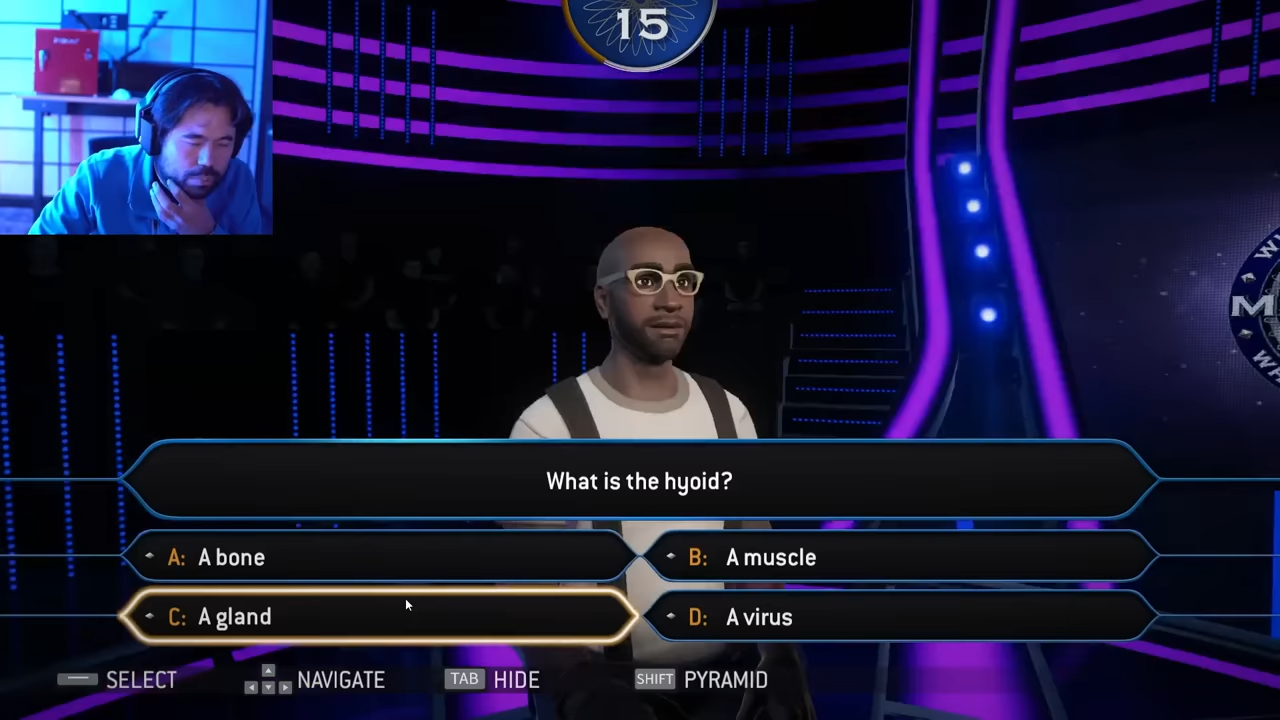 15
What is the hyoid?
A: A bone
B: A muscle
C: A gland
D: A virus
SELECT
NAVIGATE
TAB HIDE
SHIFT PYRAMID